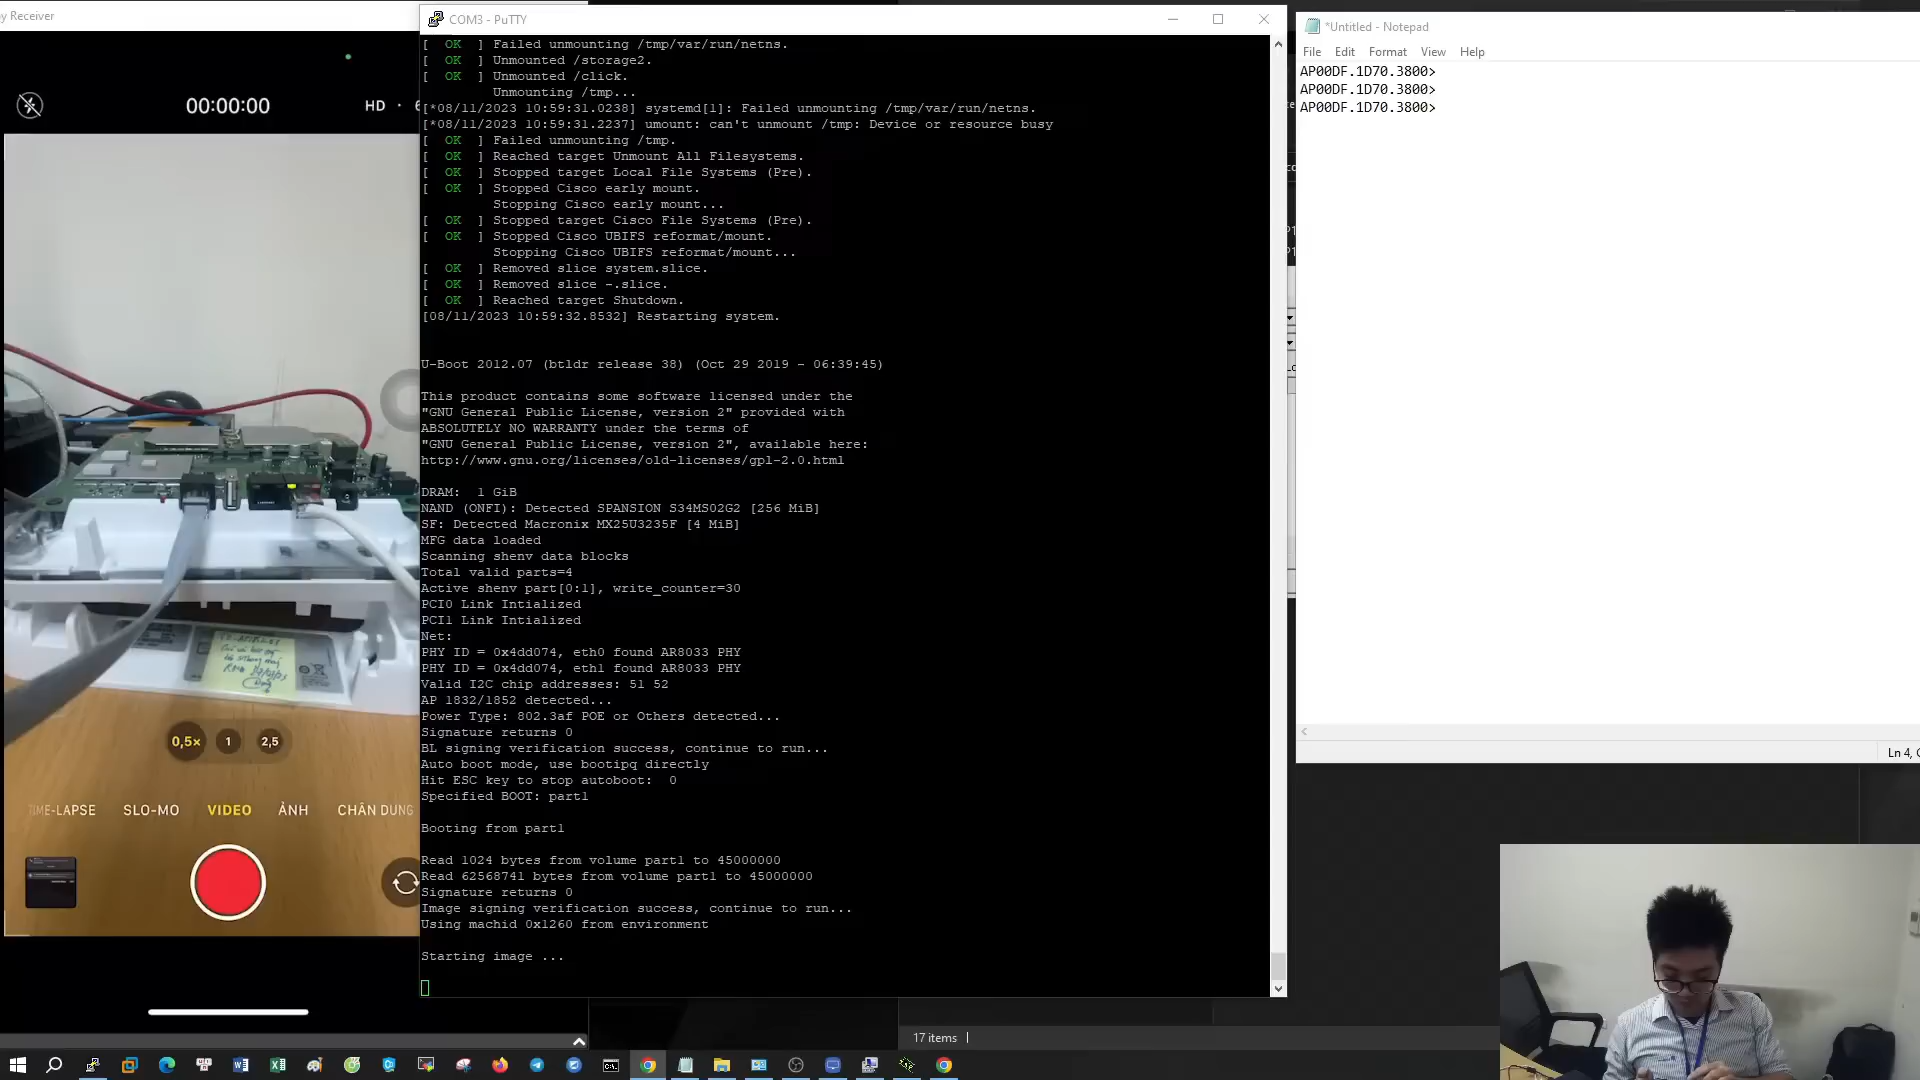 y Receiver
00:00:00
HD · 6
0,5×
1
2,5
TIME-LAPSE
SLO-MO
VIDEO
ẢNH
CHÂN DUNG
COM3 - PuTTY
[  OK  ] Failed unmounting /tmp/var/run/netns.
[  OK  ] Unmounted /storage2.
[  OK  ] Unmounted /click.
Unmounting /tmp...
[*08/11/2023 10:59:31.0238] systemd[1]: Failed unmounting /tmp/var/run/netns.
[*08/11/2023 10:59:31.2237] umount: can't unmount /tmp: Device or resource busy
[  OK  ] Failed unmounting /tmp.
[  OK  ] Reached target Unmount All Filesystems.
[  OK  ] Stopped target Local File Systems (Pre).
[  OK  ] Stopped Cisco early mount.
Stopping Cisco early mount...
[  OK  ] Stopped target Cisco File Systems (Pre).
[  OK  ] Stopped Cisco UBIFS reformat/mount.
Stopping Cisco UBIFS reformat/mount...
[  OK  ] Removed slice system.slice.
[  OK  ] Removed slice -.slice.
[  OK  ] Reached target Shutdown.
[08/11/2023 10:59:32.8532] Restarting system.
U-Boot 2012.07 (btldr release 38) (Oct 29 2019 - 06:39:45)
This product contains some software licensed under the
"GNU General Public License, version 2" provided with
ABSOLUTELY NO WARRANTY under the terms of
"GNU General Public License, version 2", available here:
http://www.gnu.org/licenses/old-licenses/gpl-2.0.html
DRAM:  1 GiB
NAND (ONFI): Detected SPANSION S34MS02G2 [256 MiB]
SF: Detected Macronix MX25U3235F [4 MiB]
MFG data loaded
Scanning shenv data blocks
Total valid parts=4
Active shenv part[0:1], write_counter=30
PCI0 Link Intialized
PCI1 Link Intialized
Net:
PHY ID = 0x4dd074, eth0 found AR8033 PHY
PHY ID = 0x4dd074, eth1 found AR8033 PHY
Valid I2C chip addresses: 51 52
AP 1832/1852 detected...
Power Type: 802.3af POE or Others detected...
Signature returns 0
BL signing verification success, continue to run...
Auto boot mode, use bootipq directly
Hit ESC key to stop autoboot:  0
Specified BOOT: part1
Booting from part1
Read 1024 bytes from volume part1 to 45000000
Read 62568741 bytes from volume part1 to 45000000
Signature returns 0
Image signing verification success, continue to run...
Using machid 0x1260 from environment
Starting image ...
*Untitled - Notepad
File Edit Format View Help
AP00DF.1D70.3800>
AP00DF.1D70.3800>
AP00DF.1D70.3800>
Ln 4,
17 items